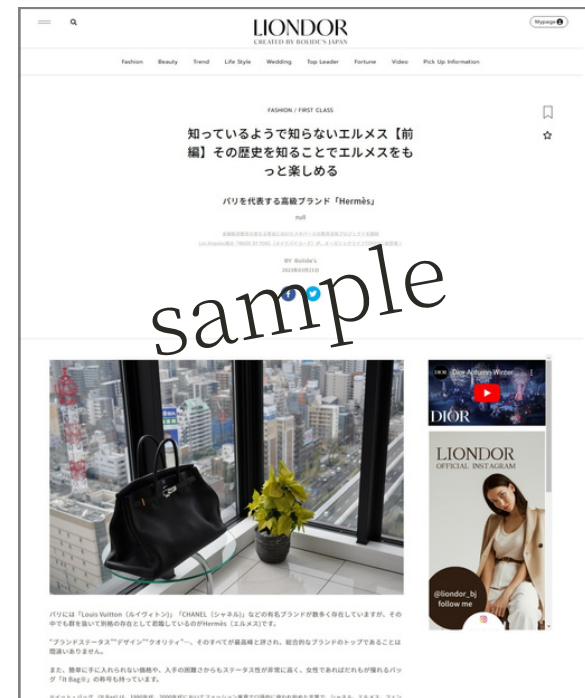 LIONDOR
CREATED BY BOLIDE'S JAPAN
Mypage
Fashion Beauty Trend Life Style Wedding Top Leader Fortune Video Pick Up Information
FASHION / FIRST CLASS
知っているようで知らないエルメス【前
編】その歴史を知ることでエルメスをも
っと楽しめる
パリを代表する高級ブランド「Hermès」
null
BY Bolide's
sample
DIOR Dior Autumn-Winter
DIOR
LIONDOR
OFFICIAL INSTAGRAM
@liondor_bj
follow me
パリには「Louis Vuitton（ルイヴィトン）」「CHANEL（シャネル）」などの有名ブランドが数多く存在していますが、その
中でも群を抜いて別格の存在として君臨しているのがHermès（エルメス)です。
"ブランドステータス""デザイン""クオリティ"…、そのすべてが最高峰と評され、総合的なブランドのトップであることは
間違いありません。
また、簡単に手に入れられない価格や、入手の困難さからもステータス性が非常に高く、女性であればだれもが憧れるバッ
グ「It Bag※」の称号も持っています。